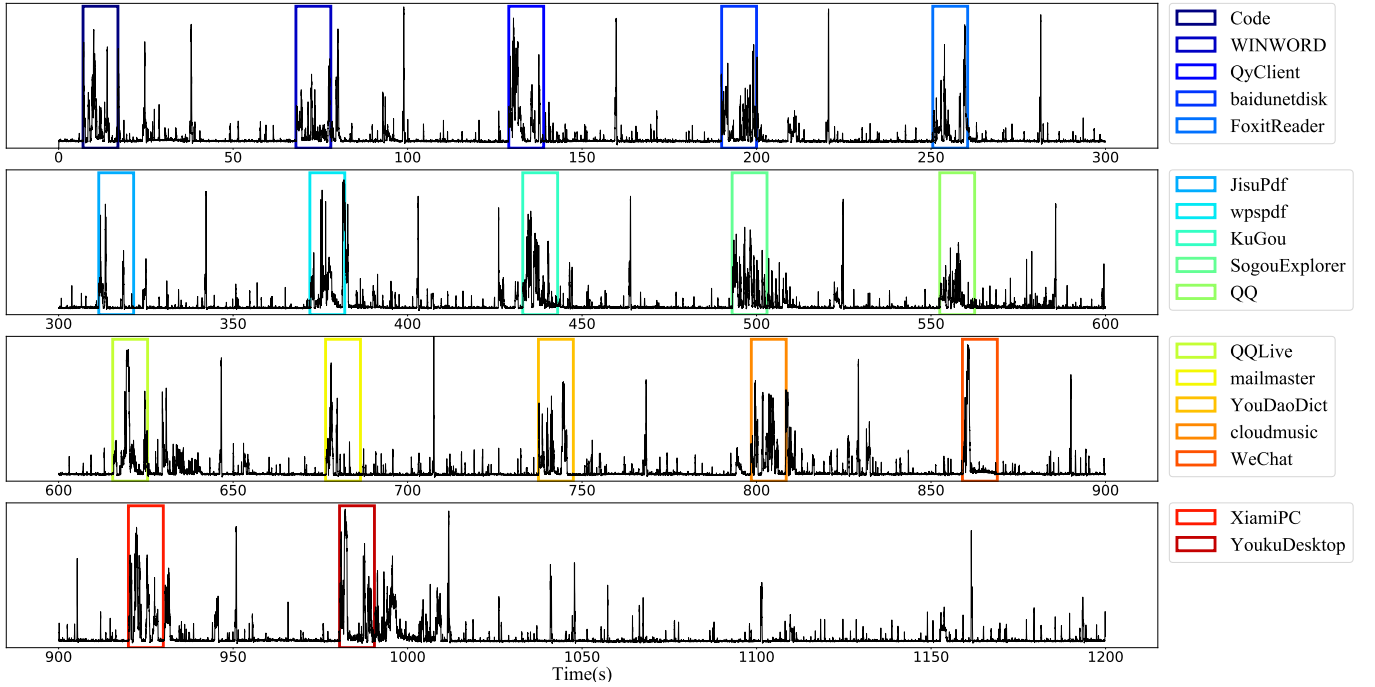 Code
WINWORD
QyClient
baidunetdisk
FoxitReader
0 50 100 150 200 250 300
JisuPdf
wpspdf
KuGou
SogouExplorer
QQ
300 350 400 450 500 550 600
QQLive
mailmaster
YouDaoDict
cloudmusic
WeChat
600 650 700 750 800 850 900
XiamiPC
YoukuDesktop
900 950 1000 1050 1100 1150 1200
Time(s)